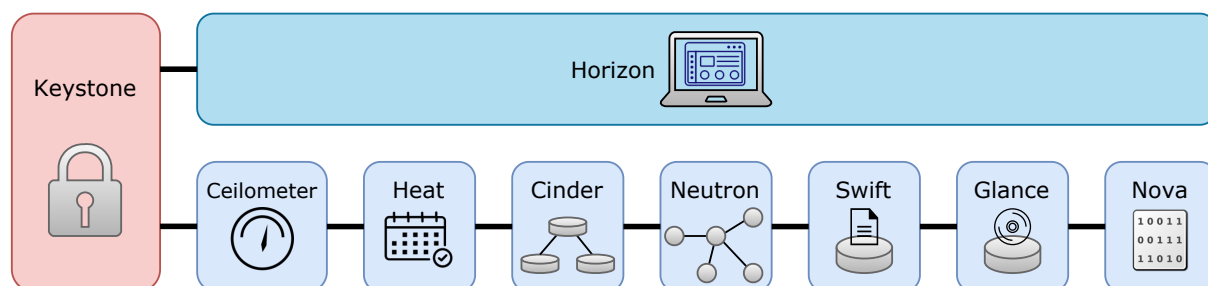 Keystone
Horizon
Ceilometer
Heat
Cinder
Neutron
Swift
Glance
Nova
10011
00111
11010